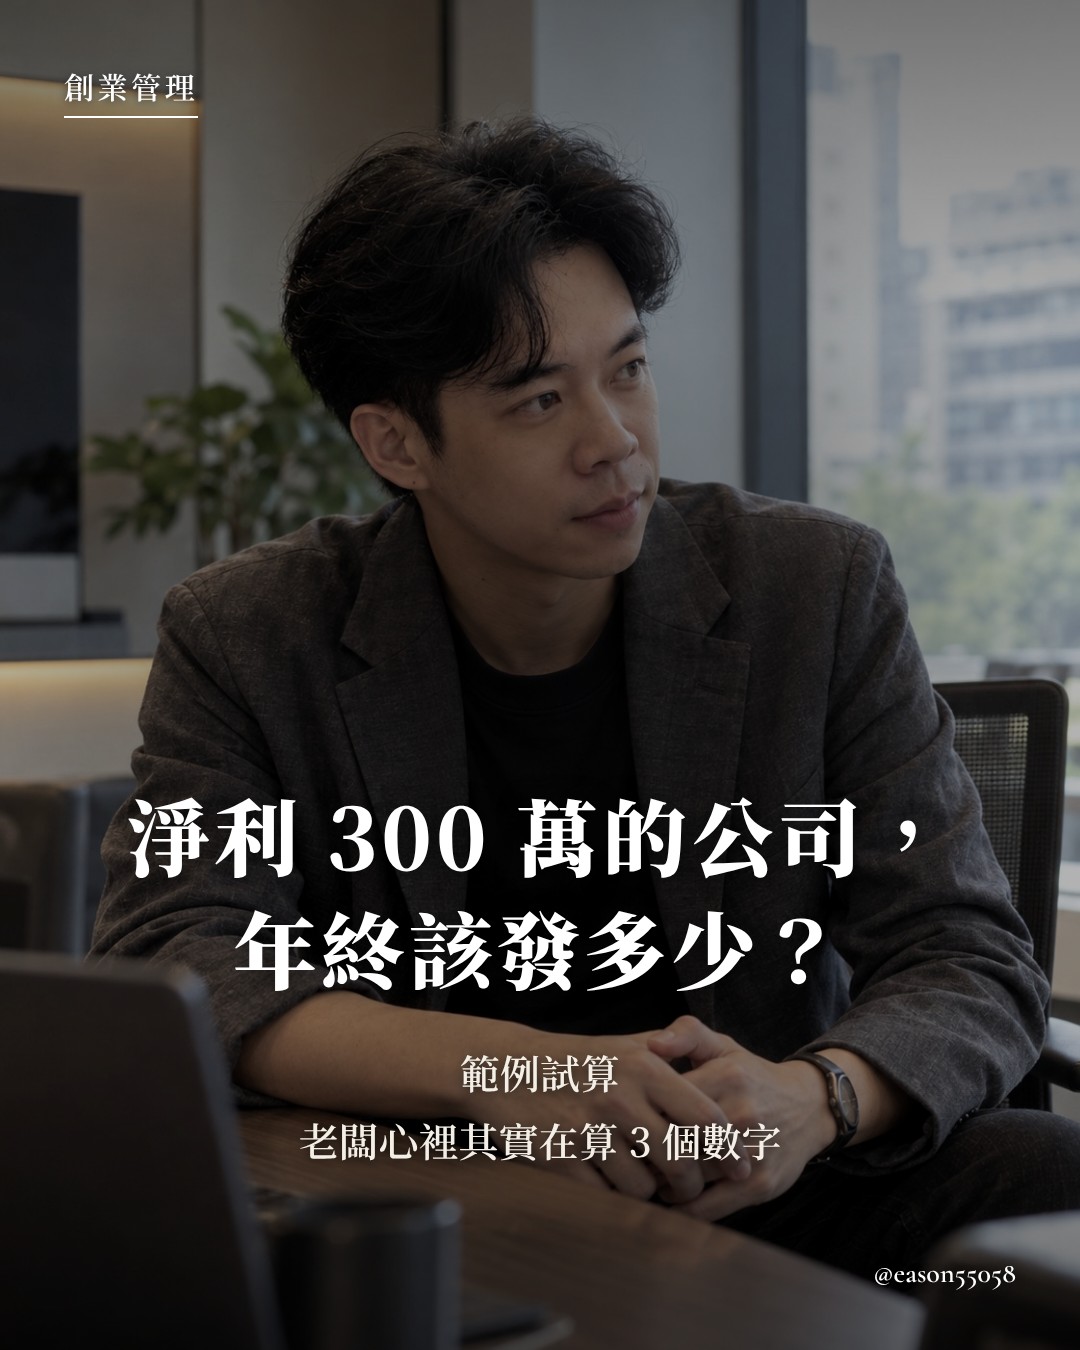 創業管理
淨利 300 萬的公司，
年終該發多少？
範例試算
老闆心裡其實在算 3 個數字
@eason55058